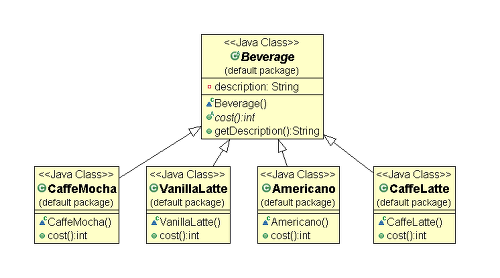 <<Java Class>>
Beverage
(default package)
description: String
Beverage()
cost():int
getDescription():String
<<Java Class>>
CaffeMocha
(default package)
CaffeMocha()
cost():int
<<Java Class>>
VanillaLatte
(default package)
VanillaLatte()
cost():int
<<Java Class>>
Americano
(default package)
Americano()
cost():int
<<Java Class>>
CaffeLatte
(default package)
CaffeLatte()
cost():int